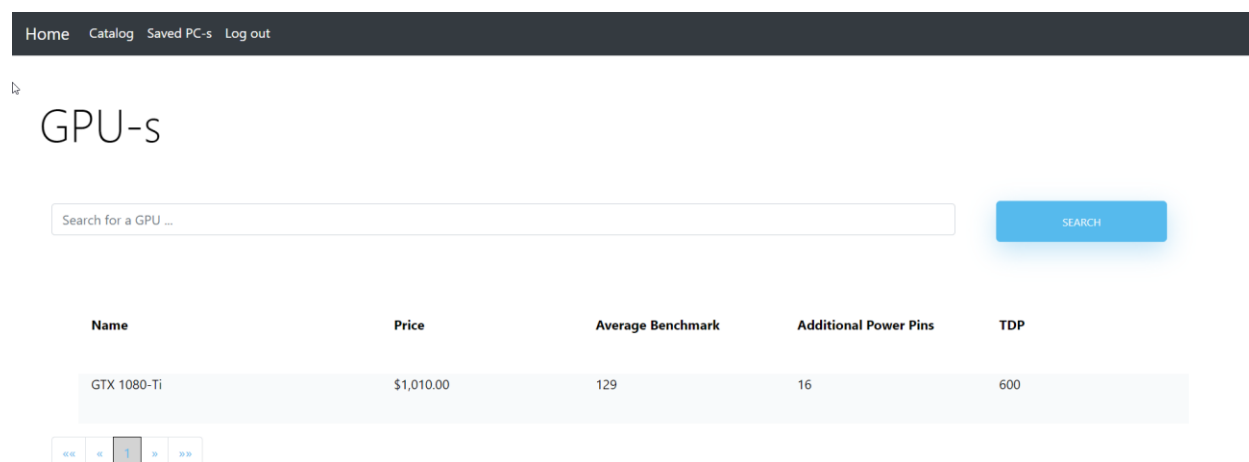 Home Catalog Saved PC-s Log out
GPU-s
Search for a GPU ... SEARCH
Name Price Average Benchmark Additional Power Pins TDP
GTX 1080-Ti $1,010.00 129 16 600
«« « 1 » »»